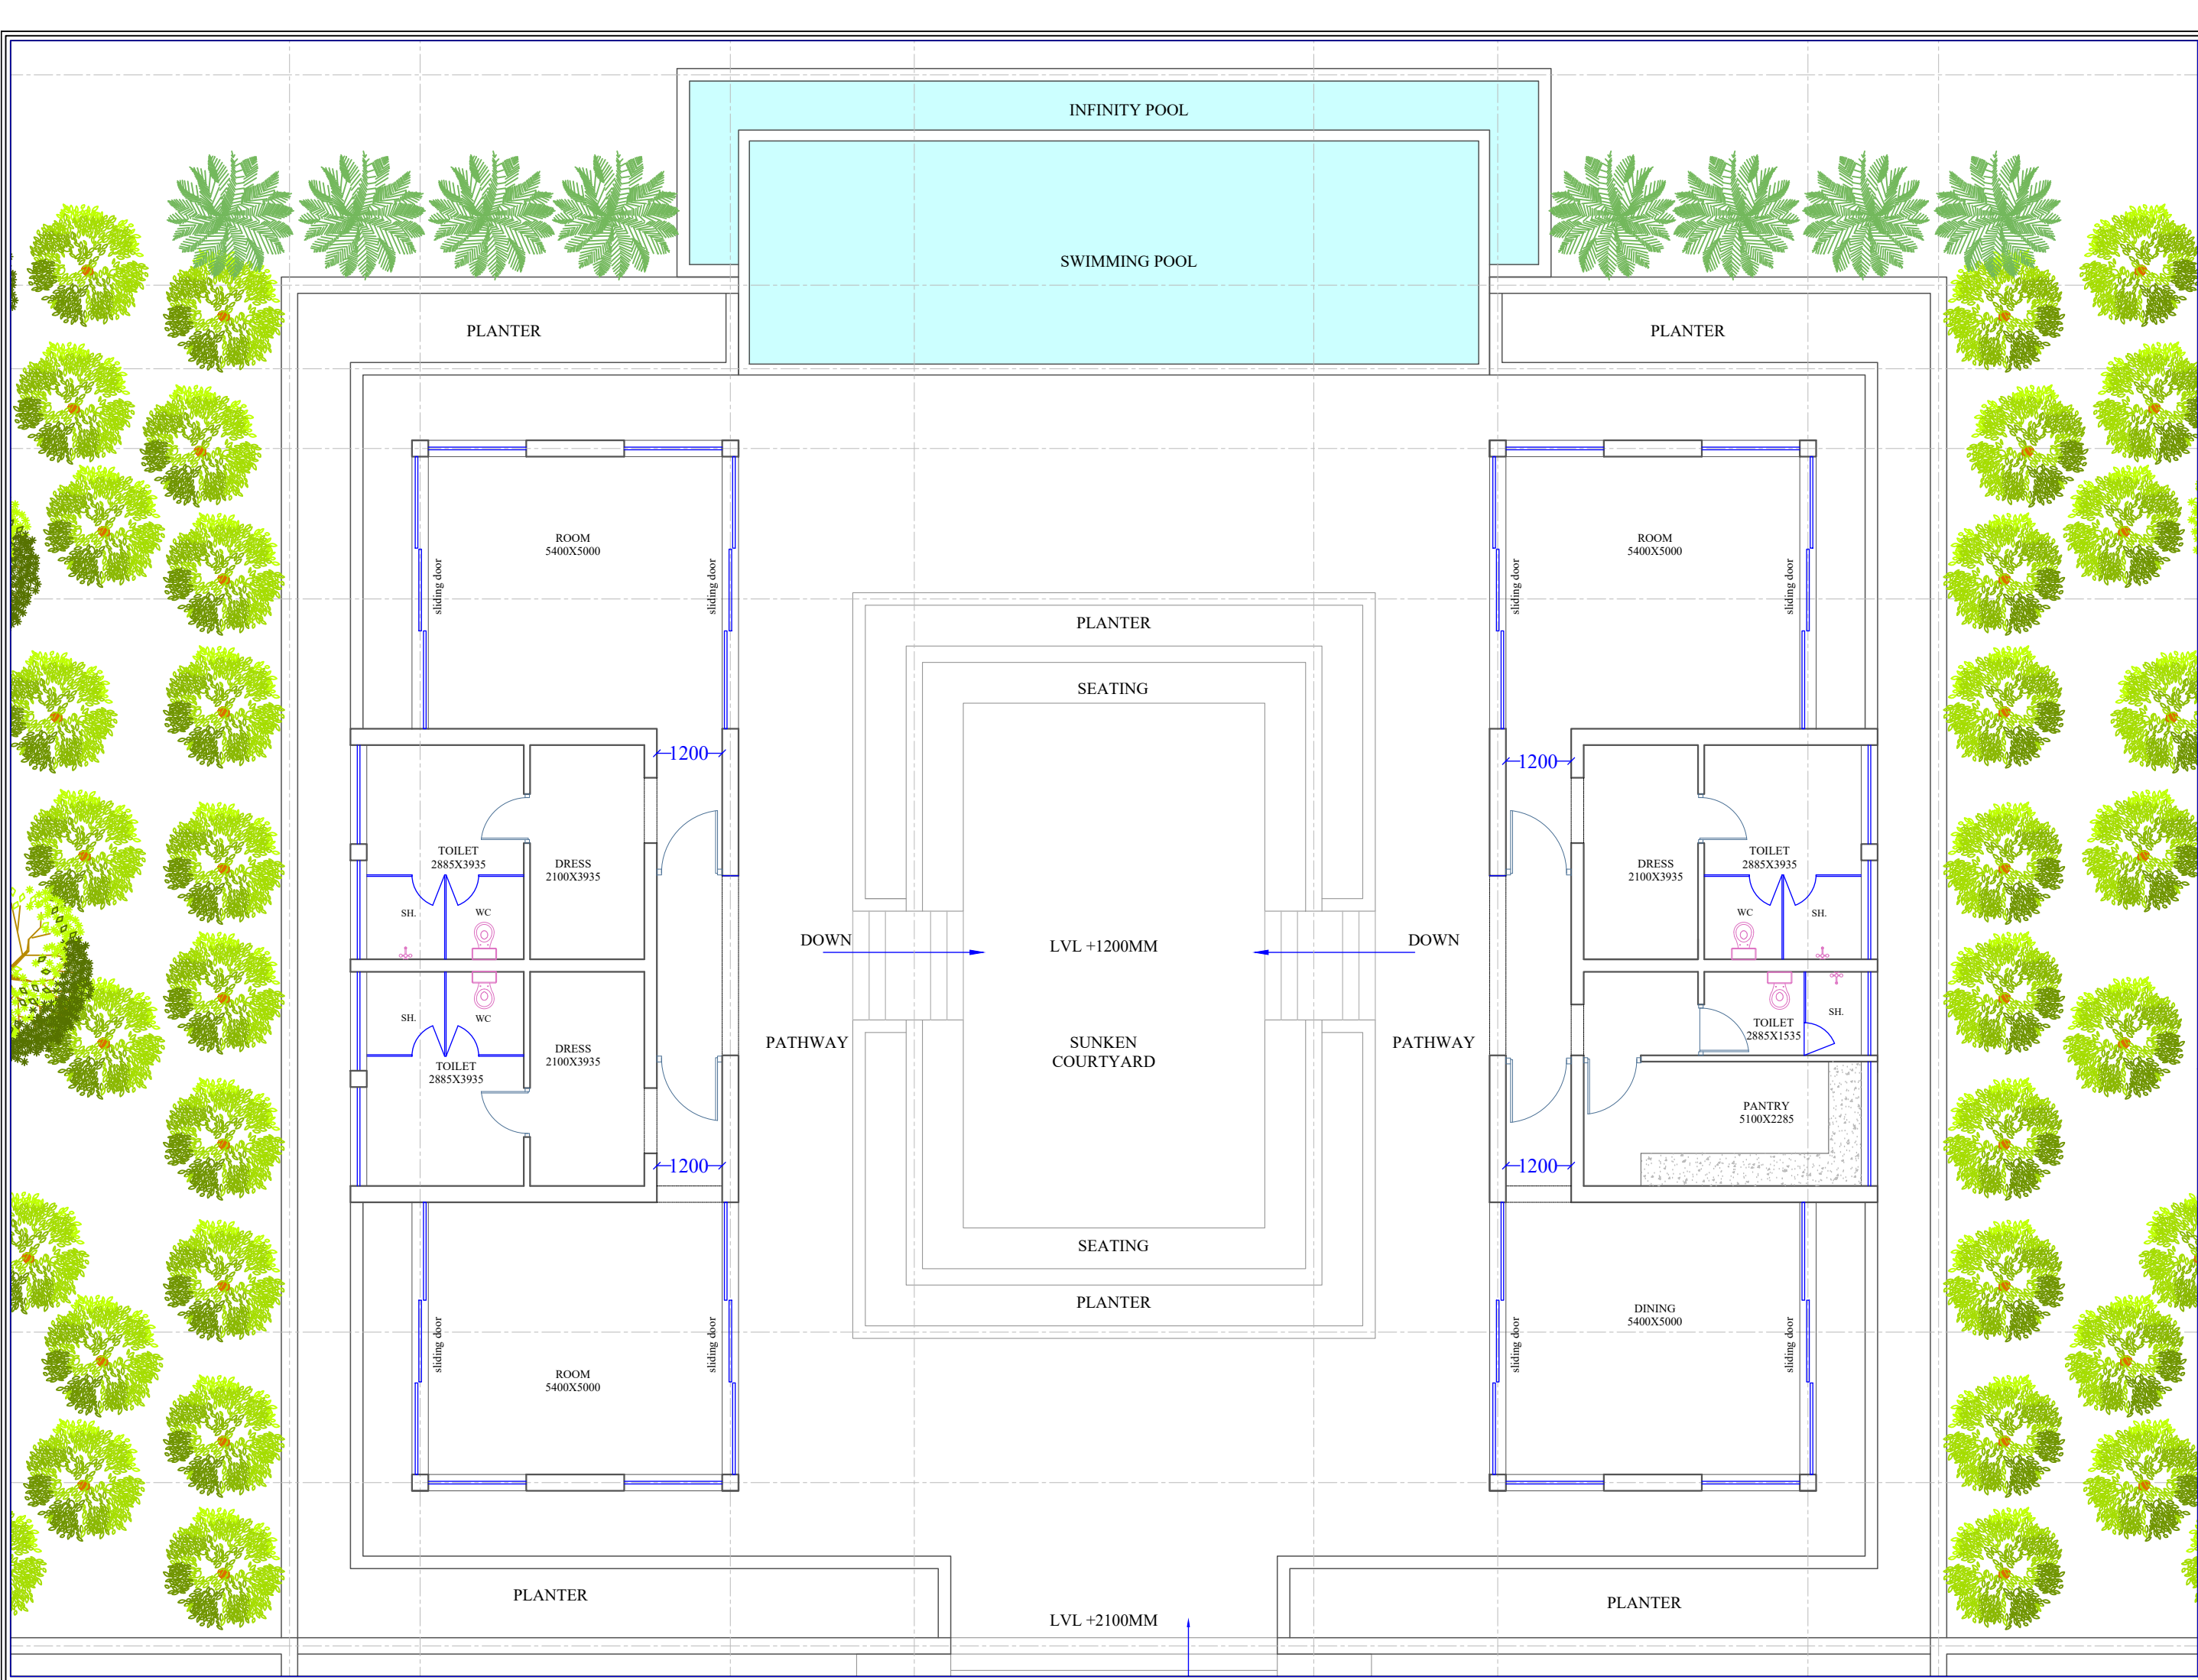 INFINITY POOL
SWIMMING POOL
PLANTER
PLANTER
ROOM
5400X5000
sliding door
sliding door
ROOM
5400X5000
sliding door
sliding door
PLANTER
SEATING
1200
1200
TOILET
2885X3935
DRESS
2100X3935
SH.
WC
DRESS
2100X3935
TOILET
2885X3935
WC
SH.
DOWN
LVL +1200MM
DOWN
SH.
WC
TOILET
2885X3935
DRESS
2100X3935
PATHWAY
SUNKEN
COURTYARD
PATHWAY
TOILET
2885X1535
SH.
PANTRY
5100X2285
1200
1200
SEATING
PLANTER
ROOM
5400X5000
sliding door
sliding door
DINING
5400X5000
sliding door
sliding door
PLANTER
LVL +2100MM
PLANTER